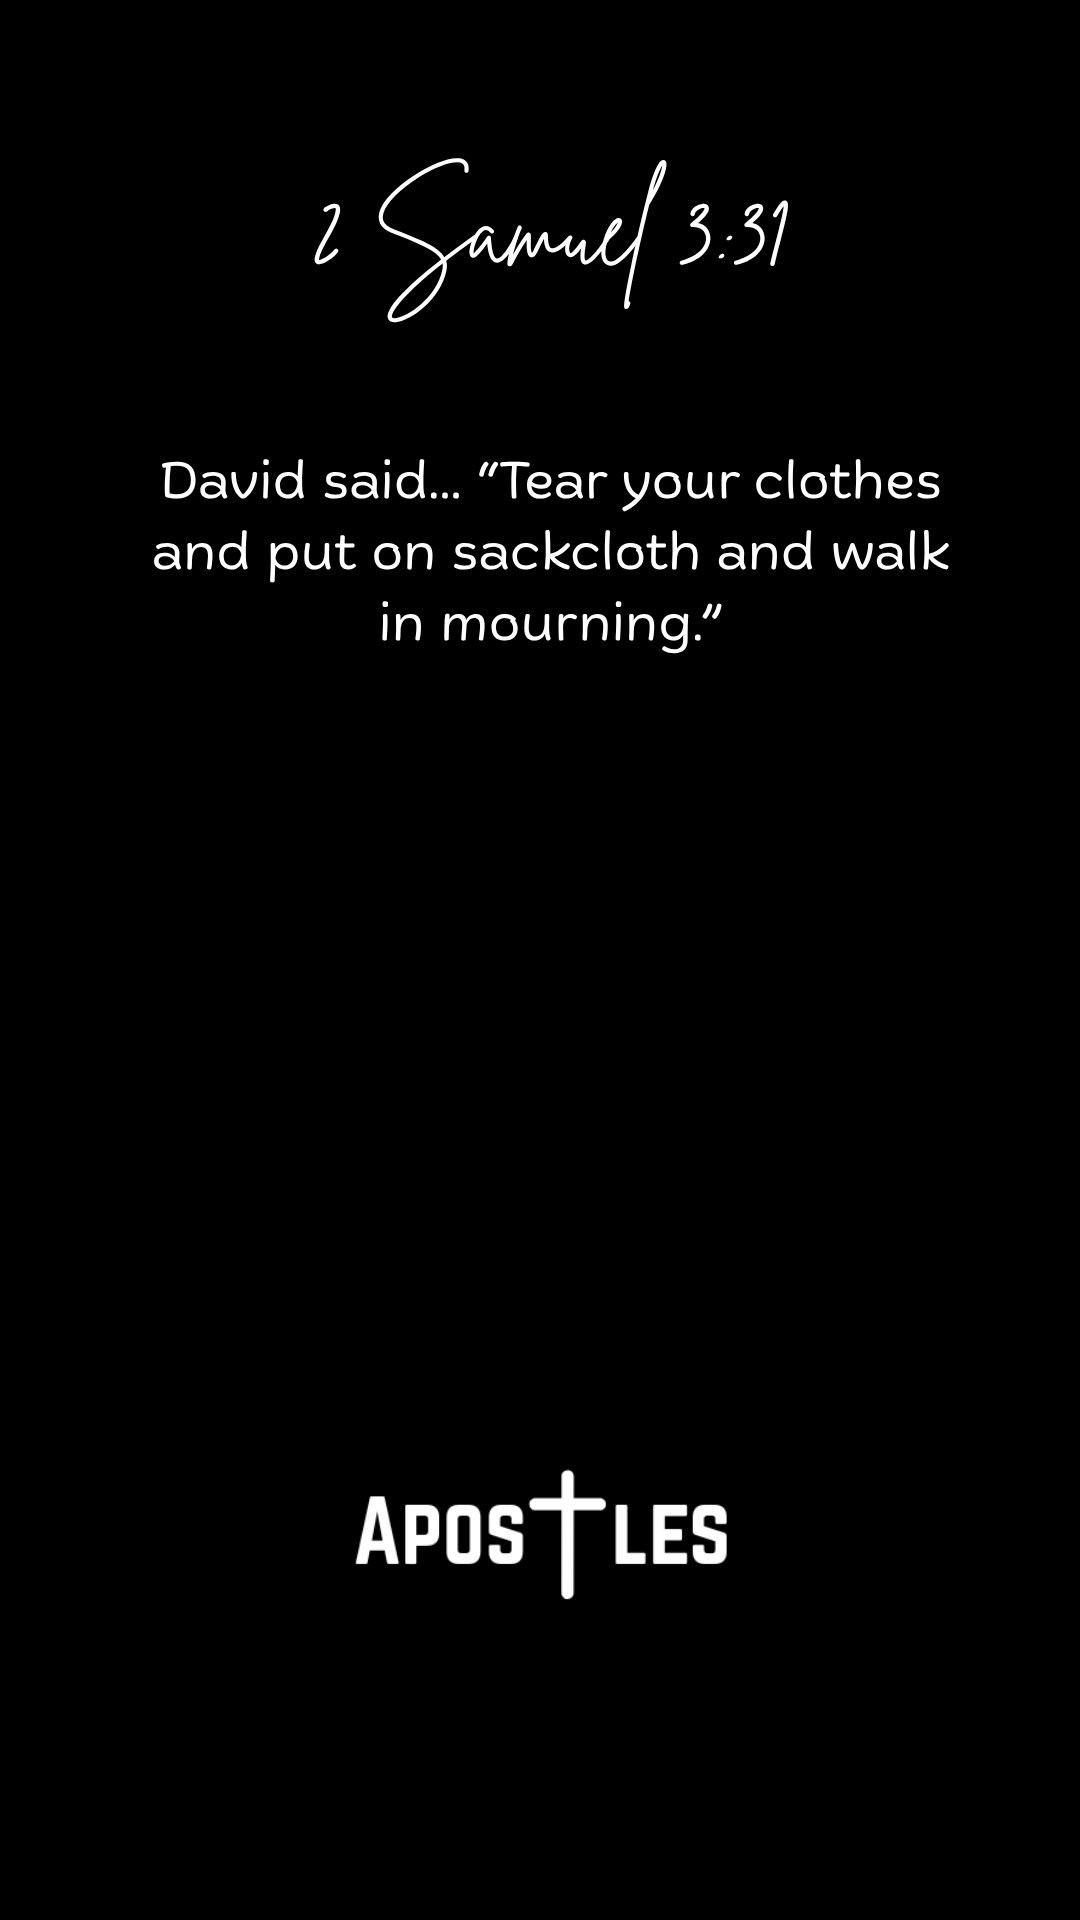 2 Samuel 3:31
David said... “Tear your clothes
and put on sackcloth and walk
in mourning.”
APOSTLES